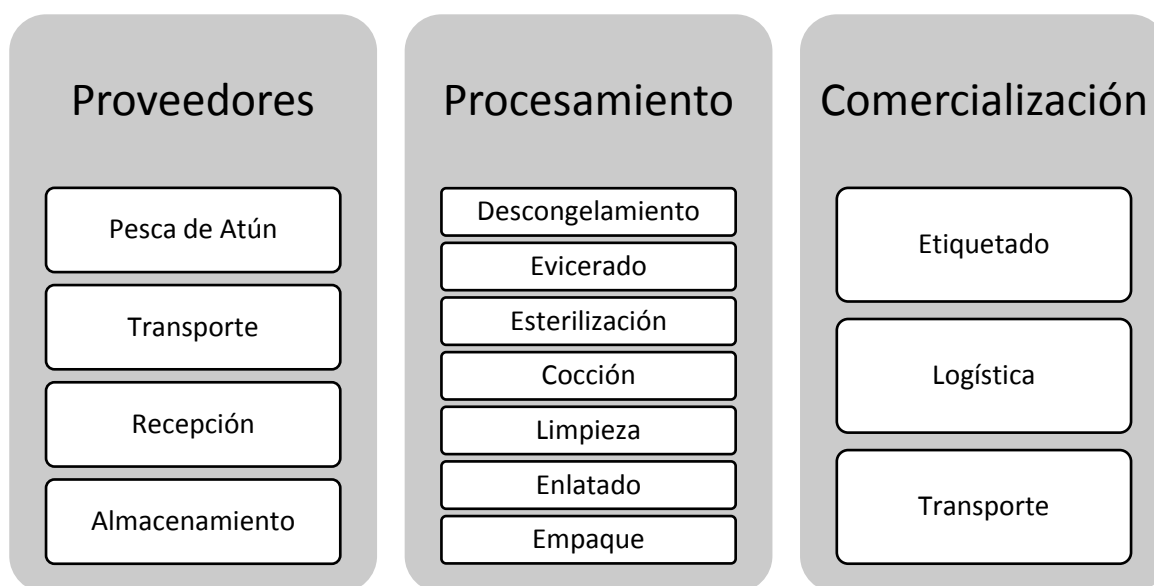 Proveedores
Pesca de Atún
Transporte
Recepción
Almacenamiento
Procesamiento
Descongelamiento
Evicerado
Esterilización
Cocción
Limpieza
Enlatado
Empaque
Comercialización
Etiquetado
Logística
Transporte